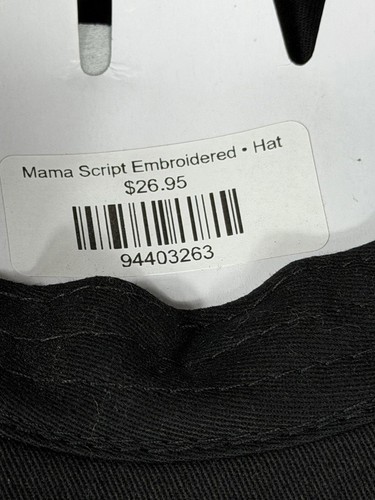 Mama Script Embroidered • Hat
$26.95
94403263